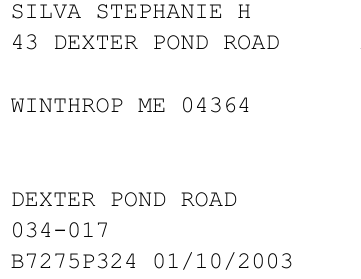 SILVA STEPHANIE H
43 DEXTER POND ROAD
WINTHROP ME 04364
DEXTER POND ROAD
034-017
B7275P324 01/10/2003